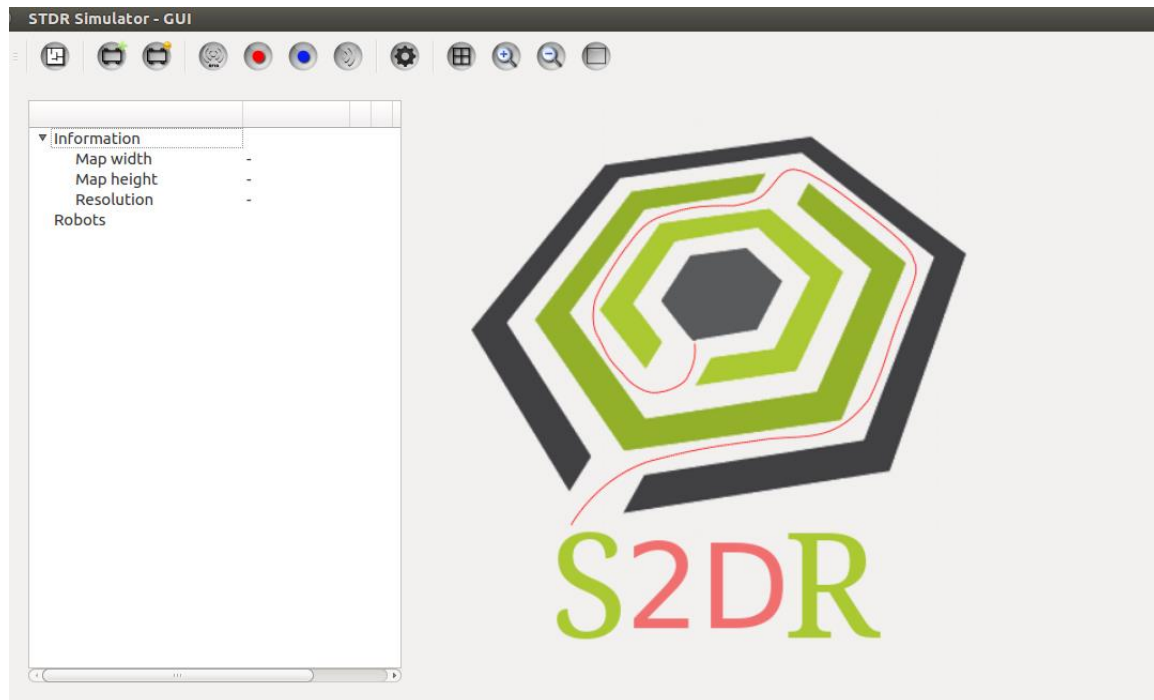 STDR Simulator - GUI
Information
Map width -
Map height -
Resolution -
Robots
S2DR